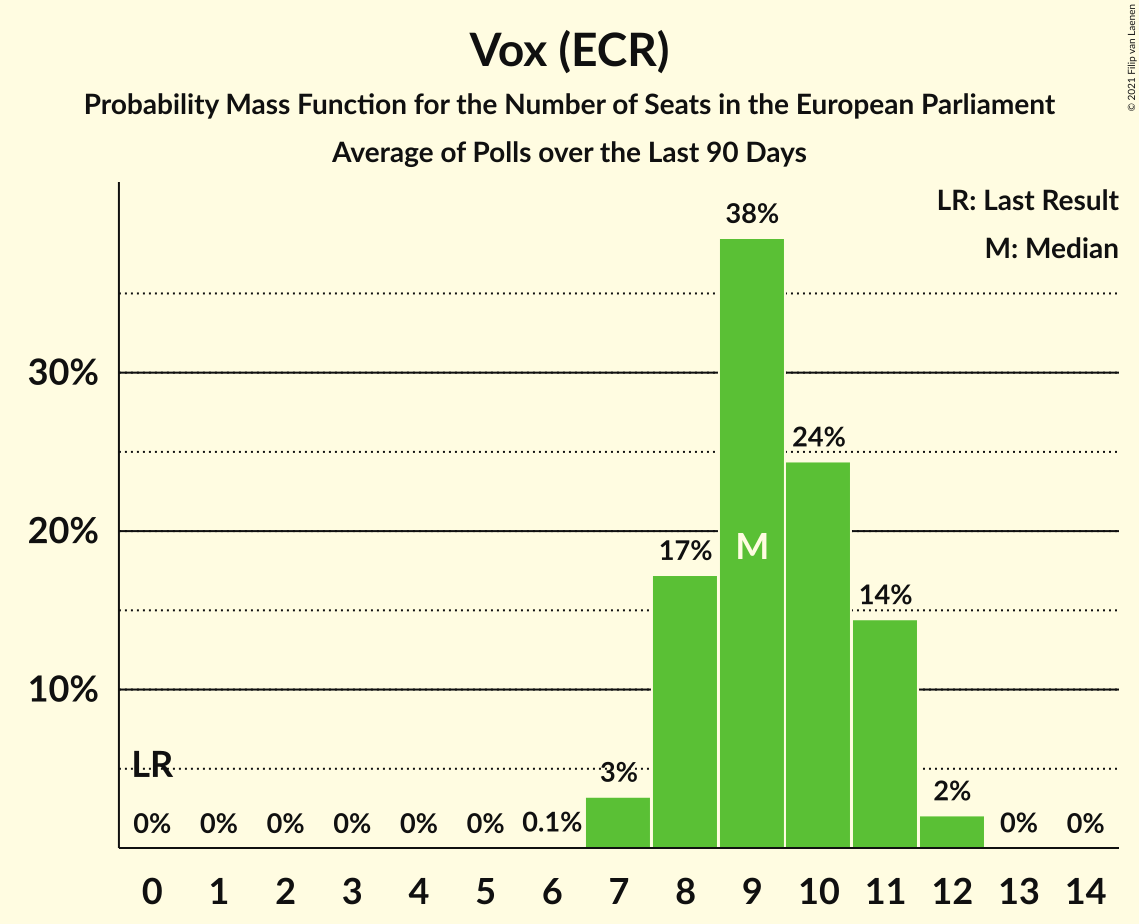 Vox (ECR)
Probability Mass Function for the Number of Seats in the European Parliament
Average of Polls over the Last 90 Days
© 2021 Filip van Laenen
LR: Last Result
M: Median
38%
30%
24%
20%
17%
M
14%
10%
LR
3%
2%
0% 0% 0% 0% 0% 0% 0.1% 0% 0%
0 1 2 3 4 5 6 7 8 9 10 11 12 13 14